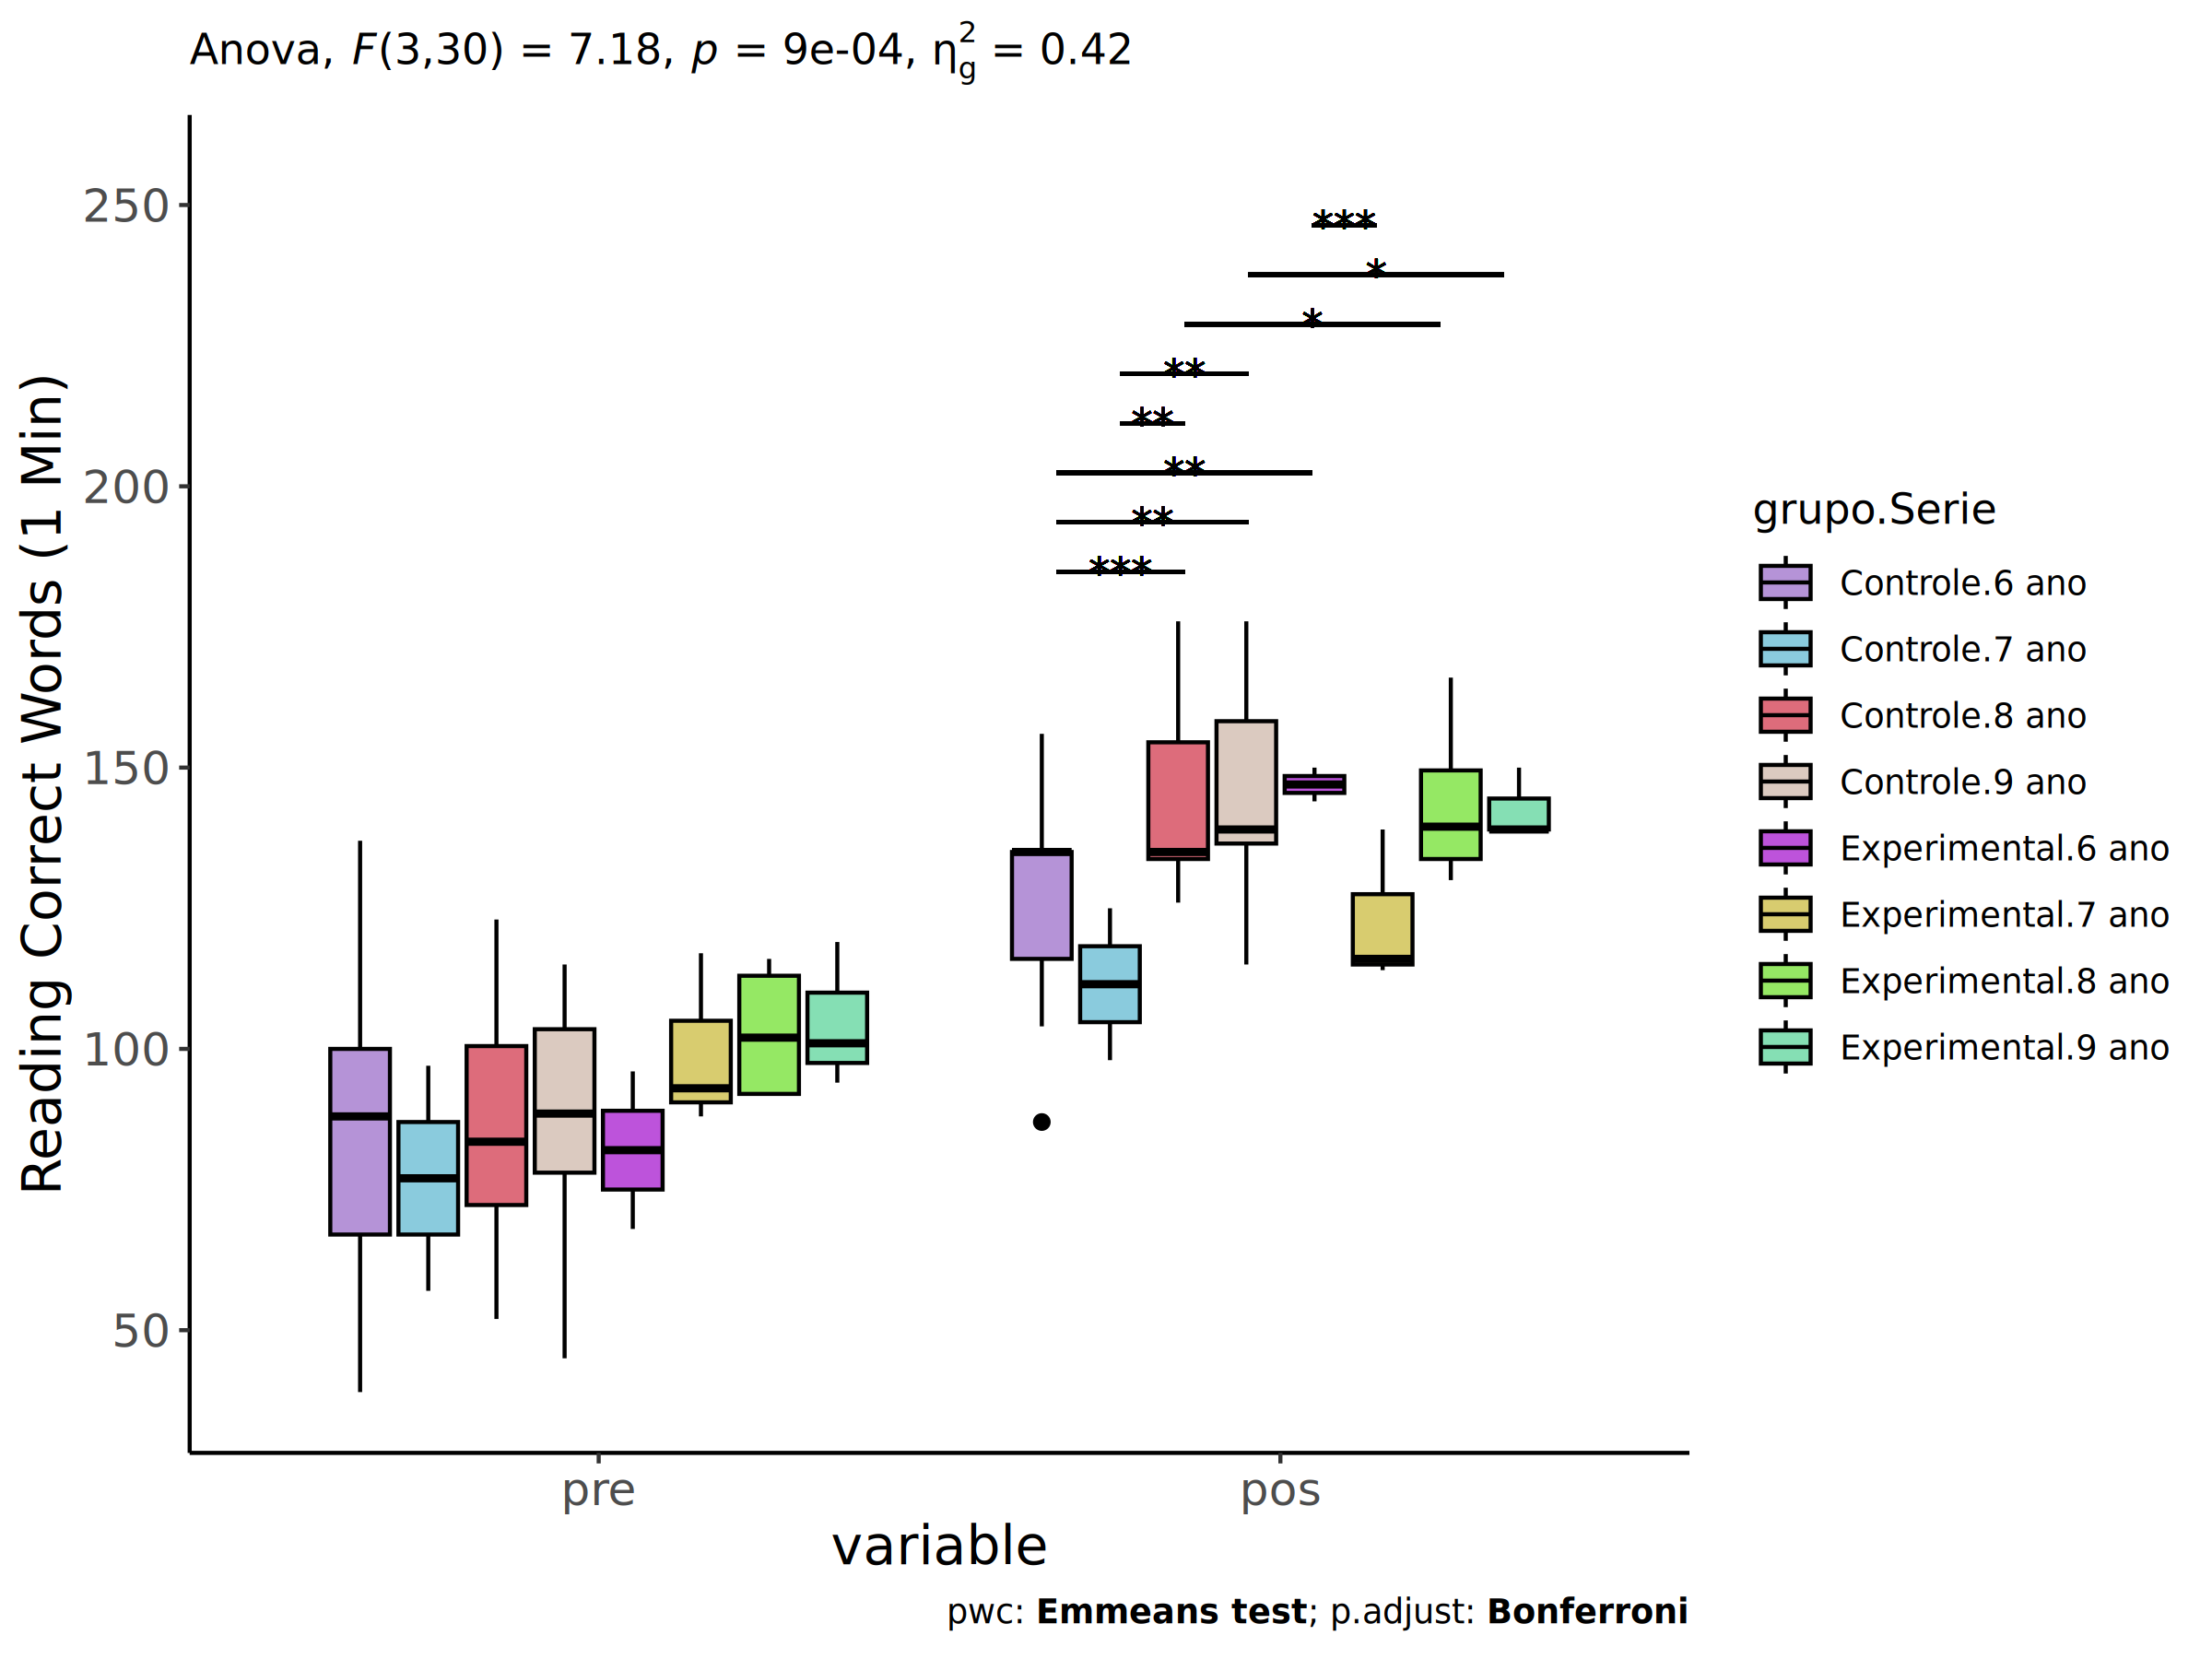 Anova, F(3,30) = 7.18, p = 9e-04, η²g = 0.42
Reading Correct Words (1 Min)
250
200
150
100
50
***
*
*
**
**
**
**
***
pre
pos
variable
grupo.Serie
Controle.6 ano
Controle.7 ano
Controle.8 ano
Controle.9 ano
Experimental.6 ano
Experimental.7 ano
Experimental.8 ano
Experimental.9 ano
pwc: Emmeans test; p.adjust: Bonferroni